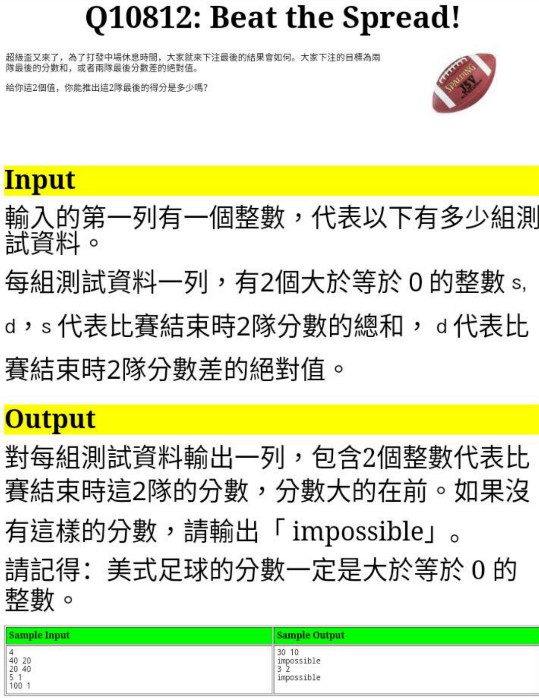 Q10812: Beat the Spread!
超級盃又來了，為了打發中場休息時間，大家就來下注最後的結果會如何。大家下注的目標為兩
隊最後的分數和，或者兩隊最後分數差的絕對值。
給你這2個值，你能推出這2隊最後的得分是多少嗎?
SPALDING
J5V
Input
輸入的第一列有一個整數，代表以下有多少組測
試資料。
每組測試資料一列，有2個大於等於 0 的整數 s,
d，s 代表比賽結束時2隊分數的總和， d 代表比
賽結束時2隊分數差的絕對值。
Output
對每組測試資料輸出一列，包含2個整數代表比
賽結束時這2隊的分數，分數大的在前。如果沒
有這樣的分數，請輸出「 impossible」。
請記得: 美式足球的分數一定是大於等於 0 的
整數。
Sample Input
Sample Output
4
40 20
20 40
5 1
100 1
30 10
impossible
3 2
impossible